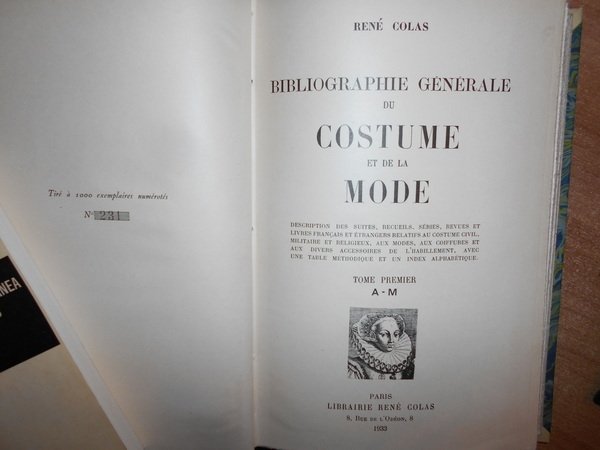 Tiré à 1000 exemplaires numérotés
N° 231
RENÉ COLAS
BIBLIOGRAPHIE GÉNÉRALE
DU
COSTUME
ET DE LA
MODE
DESCRIPTION DES SUITES, RECUEILS, SÉRIES, REVUES ET
LIVRES FRANÇAIS ET ÉTRANGERS RELATIFS AU COSTUME CIVIL,
MILITAIRE ET RELIGIEUX, AUX MODES, AUX COIFFURES ET
AUX DIVERS ACCESSOIRES DE L'HABILLEMENT, AVEC
UNE TABLE MÉTHODIQUE ET UN INDEX ALPHABÉTIQUE.
TOME PREMIER
A - M
PARIS
LIBRAIRIE RENÉ COLAS
8, RUE DE L'ODÉON, 8
1933